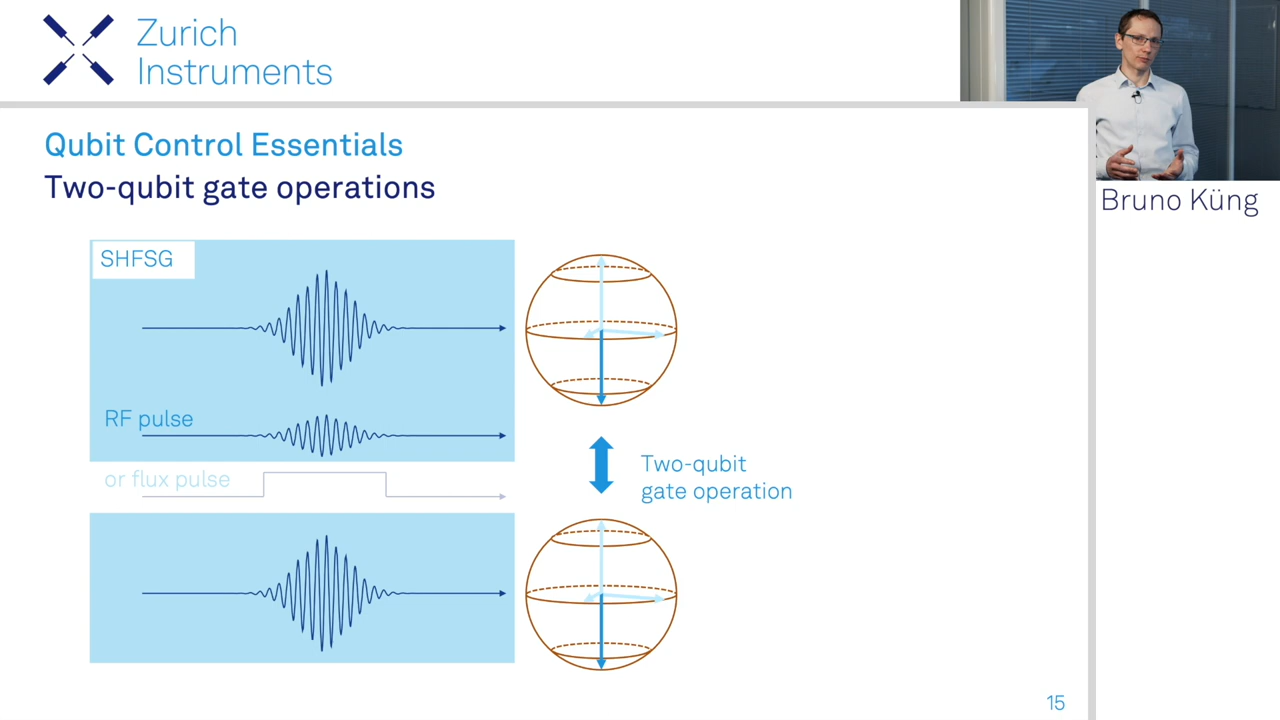 Zurich
Instruments
Bruno Küng
Qubit Control Essentials
Two-qubit gate operations
SHFSG
RF pulse
or flux pulse
Two-qubit
gate operation
15